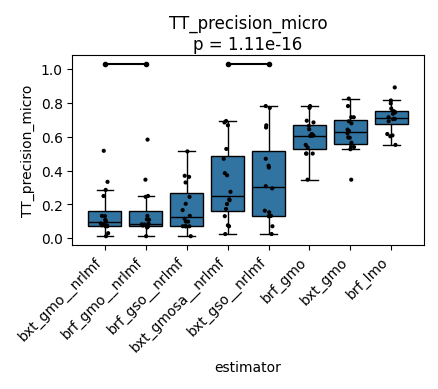 TT_precision_micro
p = 1.11e-16
TT_precision_micro
1.0
0.8
0.6
0.4
0.2
0.0
bxt_gmo__nrlmf
brf_gmo__nrlmf
brf_gso__nrlmf
bxt_gmosa__nrlmf
bxt_gso__nrlmf
brf_gmo
bxt_gmo
brf_lmo
estimator